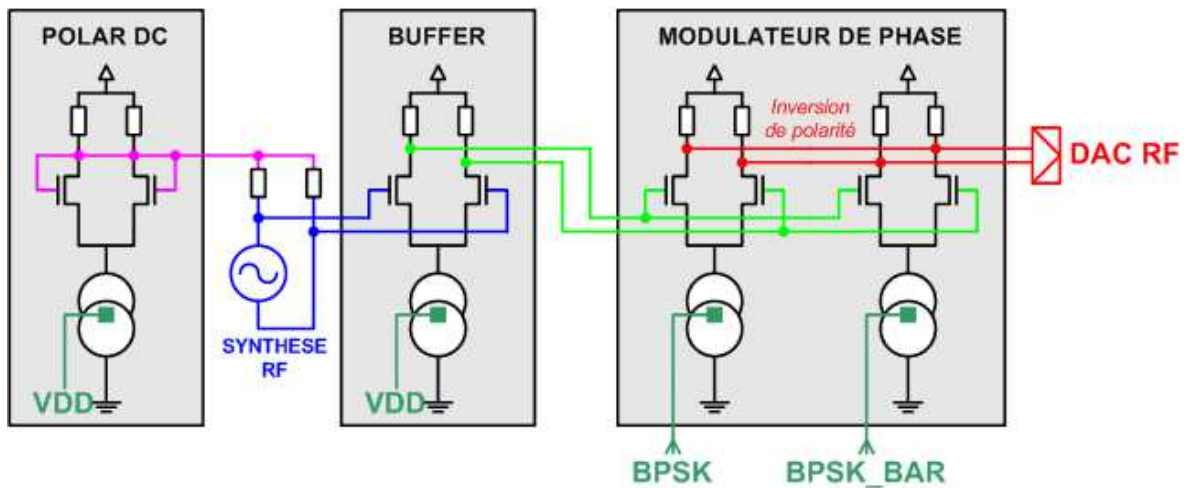 POLAR DC
BUFFER
MODULATEUR DE PHASE
Inversion
de polarité
DAC RF
SYNTHESE
RF
VDD
VDD
BPSK
BPSK_BAR